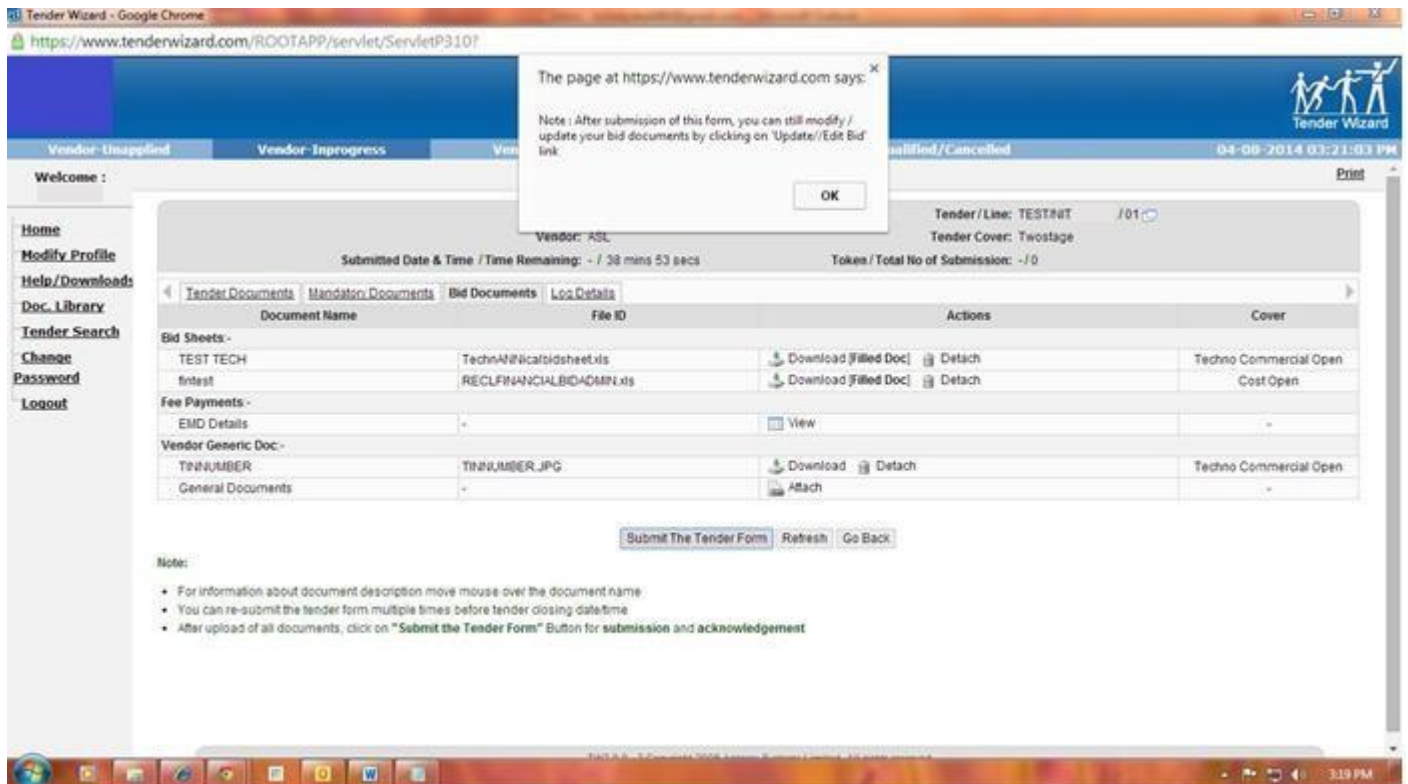 Tender Wizard - Google Chrome
https://www.tenderwizard.com/ROOTAPP/servlet/ServletP310?
The page at https://www.tenderwizard.com says:
Note : After submission of this form, you can still modify /
update your bid documents by clicking on 'Update//Edit Bid'
link
OK
Tender Wizard
Vendor-Unapplied Vendor-Inprogress Ven alified/Cancelled 04-08-2014 03:21:03 PM
Welcome : Print
Home
Modify Profile
Help/Downloads
Doc. Library
Tender Search
Change
Password
Logout
Tender / Line: TEST/NIT /01
Vendor: ASL Tender Cover: Twostage
Submitted Date & Time / Time Remaining: - / 38 mins 53 secs Token / Total No of Submission: - / 0
Tender Documents Mandatory Documents Bid Documents Log Details
Document Name File ID Actions Cover
Bid Sheets:-
TEST TECH TechnANNicalbidsheet.xls Download [Filled Doc] Detach Techno Commercial Open
fintest RECLFINANCIALBIDADMIN.xls Download [Filled Doc] Detach Cost Open
Fee Payments:-
EMD Details - View -
Vendor Generic Doc:-
TINNUMBER TINNUMBER.JPG Download Detach Techno Commercial Open
General Documents - Attach -
Submit The Tender Form Refresh Go Back
Note:
• For information about document description move mouse over the document name
• You can re-submit the tender form multiple times before tender closing date/time
• After upload of all documents, click on "Submit the Tender Form" Button for submission and acknowledgement
3:19 PM